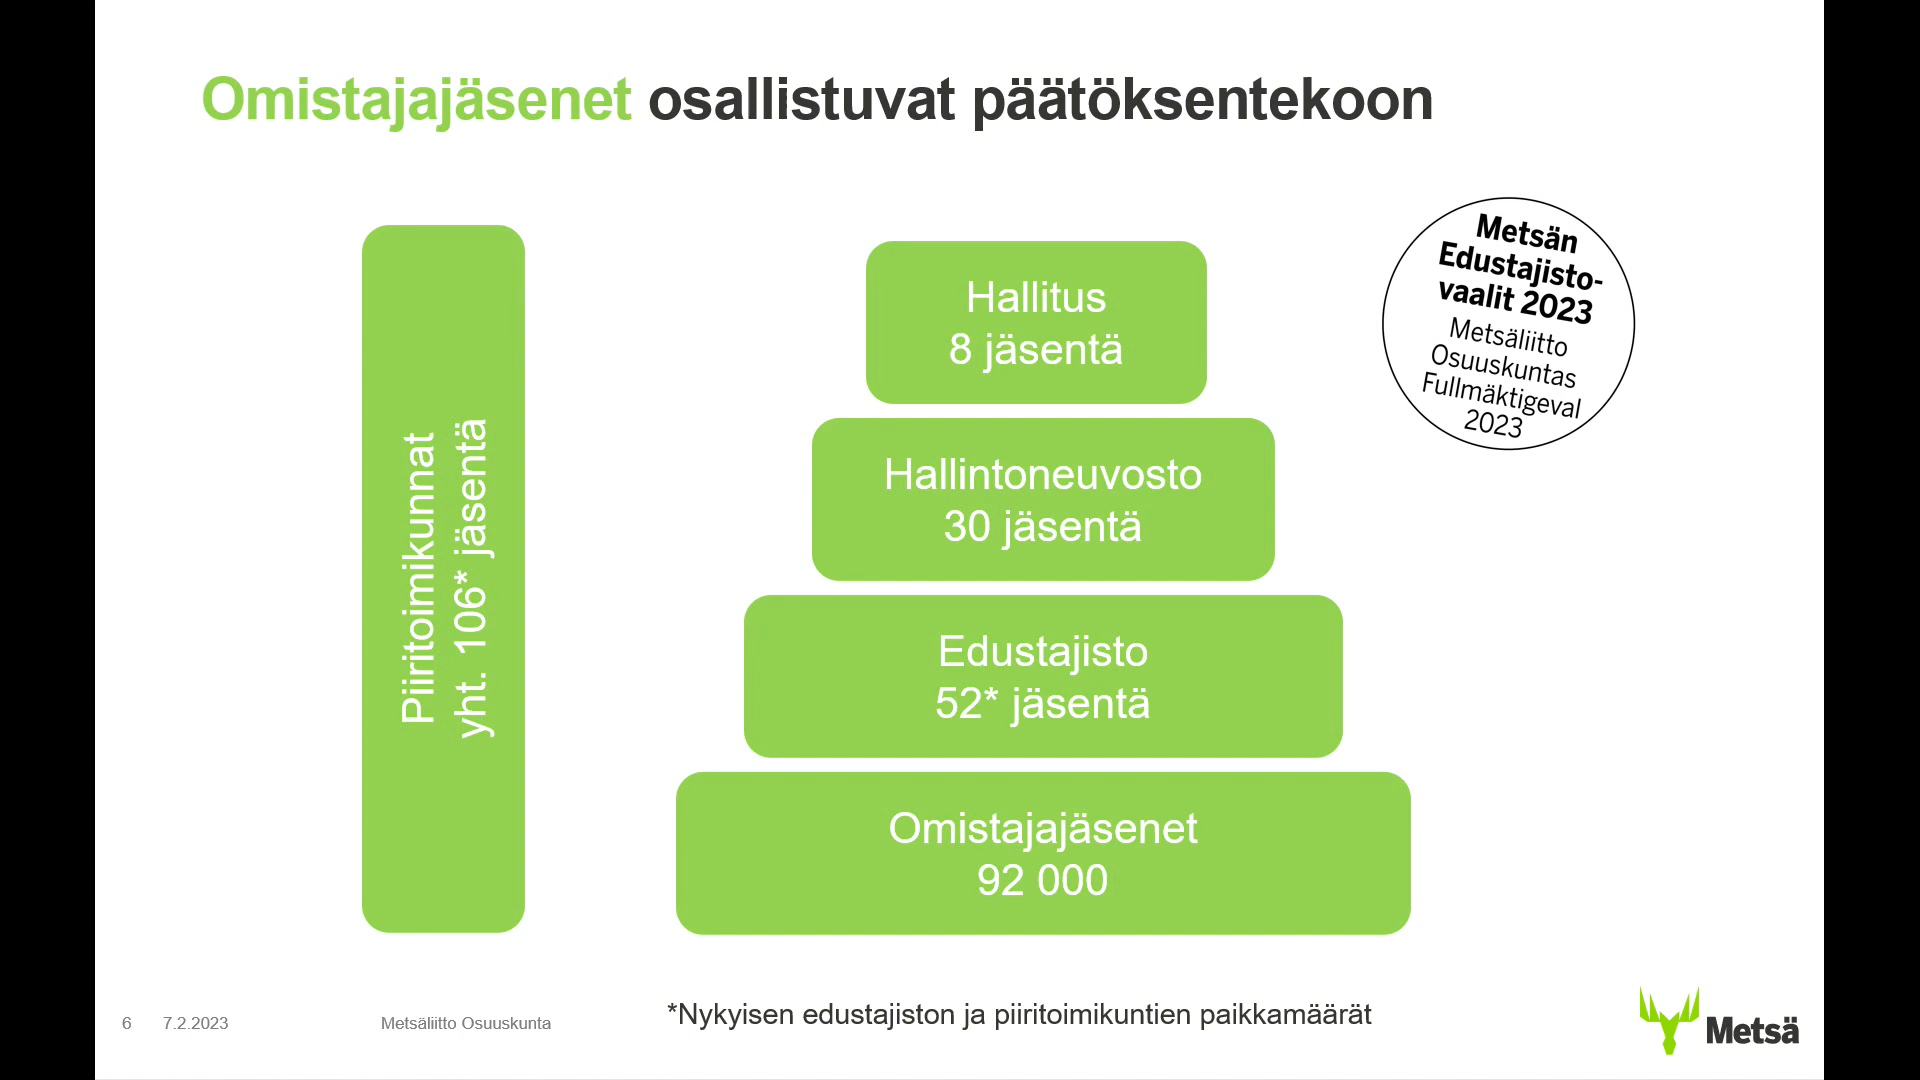 Omistajajäsenet osallistuvat päätöksentekoon
Piiritoimikunnat
yht. 106* jäsentä
Hallitus
8 jäsentä
Hallintoneuvosto
30 jäsentä
Edustajisto
52* jäsentä
Omistajajäsenet
92 000
Metsän
Edustajisto-
vaalit 2023
Metsäliitto
Osuuskuntas
Fullmäktigeval
2023
*Nykyisen edustajiston ja piiritoimikuntien paikkamäärät
6 7.2.2023 Metsäliitto Osuuskunta
Metsä